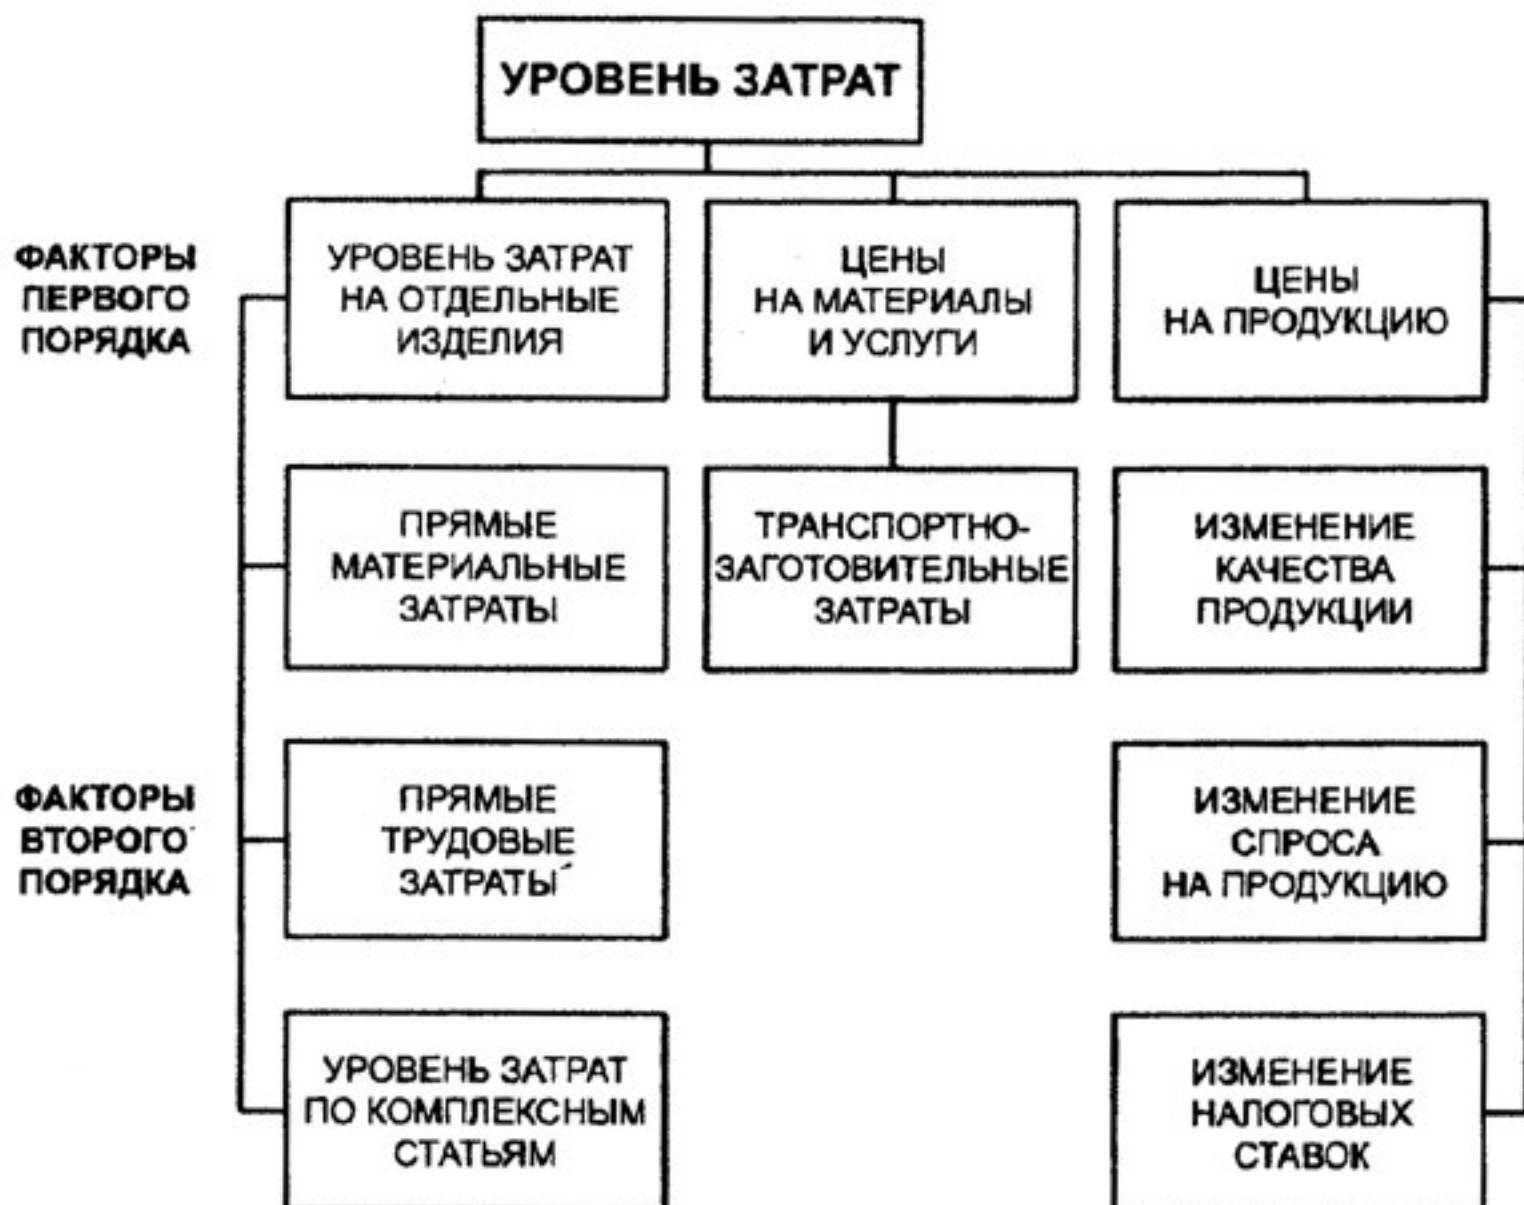 УРОВЕНЬ ЗАТРАТ
ФАКТОРЫ
ПЕРВОГО
ПОРЯДКА
УРОВЕНЬ ЗАТРАТ
НА ОТДЕЛЬНЫЕ
ИЗДЕЛИЯ
ЦЕНЫ
НА МАТЕРИАЛЫ
И УСЛУГИ
ЦЕНЫ
НА ПРОДУКЦИЮ
ПРЯМЫЕ
МАТЕРИАЛЬНЫЕ
ЗАТРАТЫ
ТРАНСПОРТНО-
ЗАГОТОВИТЕЛЬНЫЕ
ЗАТРАТЫ
ИЗМЕНЕНИЕ
КАЧЕСТВА
ПРОДУКЦИИ
ФАКТОРЫ
ВТОРОГО
ПОРЯДКА
ПРЯМЫЕ
ТРУДОВЫЕ
ЗАТРАТЫ
ИЗМЕНЕНИЕ
СПРОСА
НА ПРОДУКЦИЮ
УРОВЕНЬ ЗАТРАТ
ПО КОМПЛЕКСНЫМ
СТАТЬЯМ
ИЗМЕНЕНИЕ
НАЛОГОВЫХ
СТАВОК